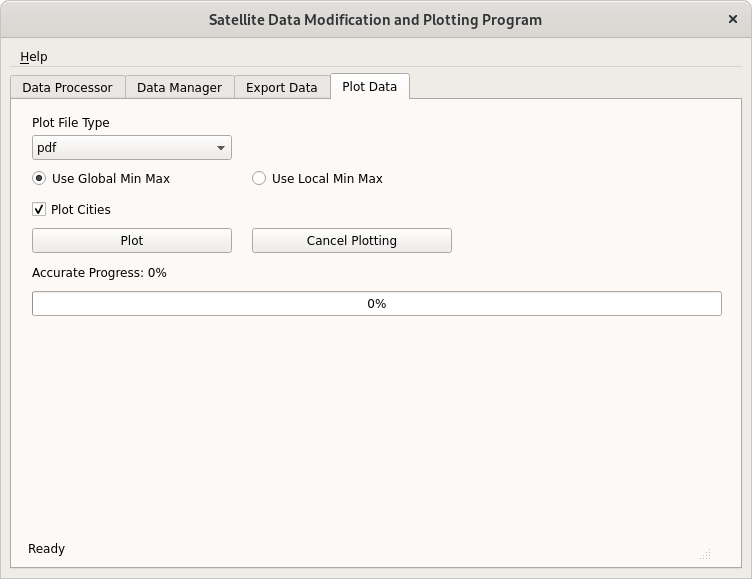 Satellite Data Modification and Plotting Program
Help
Data Processor Data Manager Export Data Plot Data
Plot File Type
pdf
Use Global Min Max Use Local Min Max
Plot Cities
Plot Cancel Plotting
Accurate Progress: 0%
0%
Ready